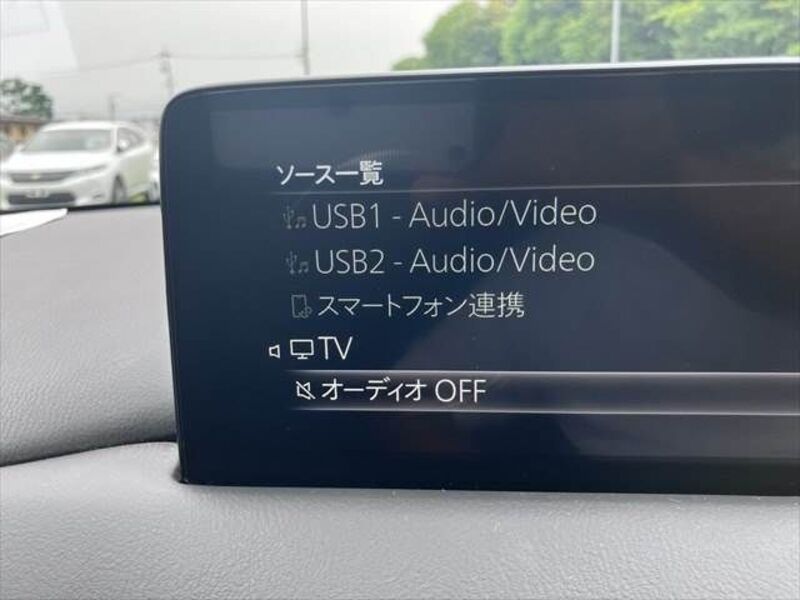 ソース一覧
USB1 - Audio/Video
USB2 - Audio/Video
スマートフォン連携
TV
オーディオ OFF